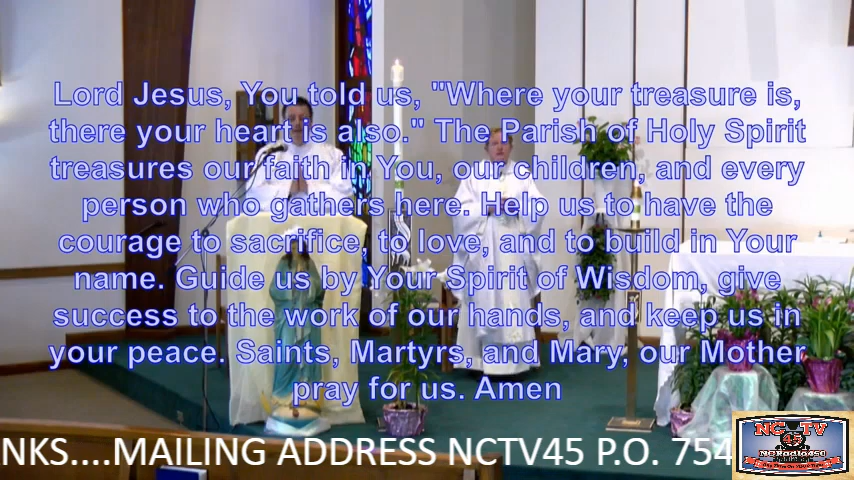 Lord Jesus, You told us, "Where your treasure is,
there your heart is also." The Parish of Holy Spirit
treasures our faith in You, our children, and every
person who gathers here. Help us to have the
courage to sacrifice, to love, and to build in Your
name. Guide us by Your Spirit of Wisdom, give
success to the work of our hands, and keep us in
your peace. Saints, Martyrs, and Mary, our Mother
pray for us. Amen
NKS....MAILING ADDRESS NCTV45 P.O. 754
NC TV
45
NCRadio450